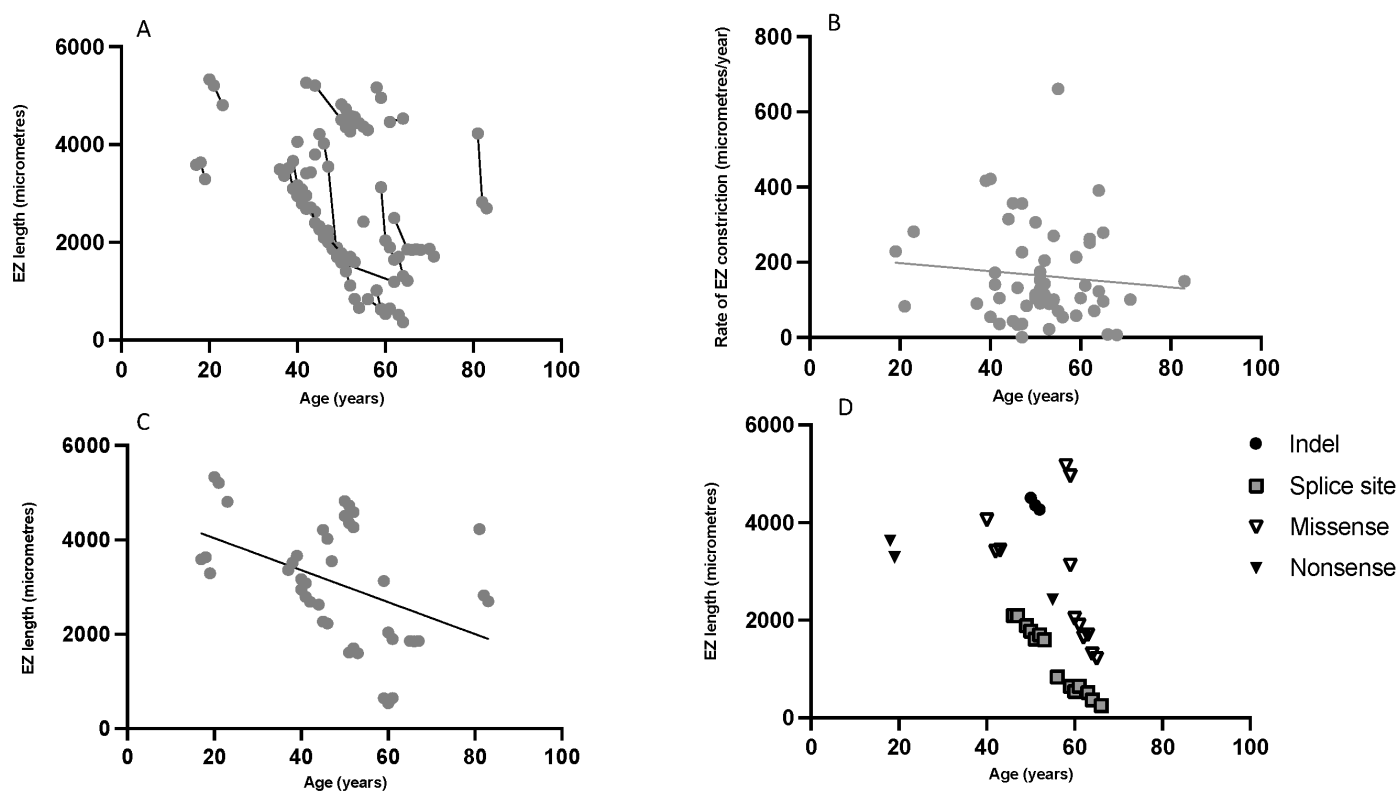 A
EZ length (micrometres)
6000
4000
2000
0
0 20 40 60 80 100
Age (years)
B
Rate of EZ constriction (micrometres/year)
800
600
400
200
0
0 20 40 60 80 100
Age (years)
C
EZ length (micrometres)
6000
4000
2000
0
0 20 40 60 80 100
Age (years)
D
EZ length (micrometres)
6000
4000
2000
0
0 20 40 60 80 100
Age (years)
Indel
Splice site
Missense
Nonsense